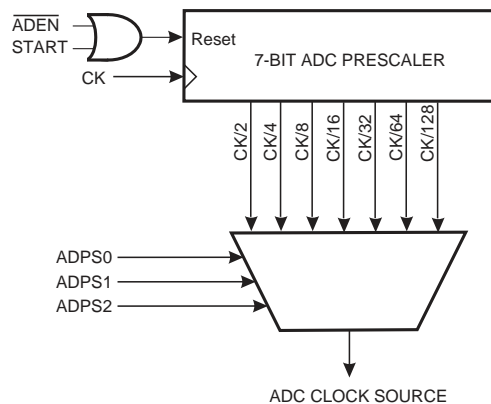 ADEN
START
CK
Reset
7-BIT ADC PRESCALER
CK/2
CK/4
CK/8
CK/16
CK/32
CK/64
CK/128
ADPS0
ADPS1
ADPS2
ADC CLOCK SOURCE